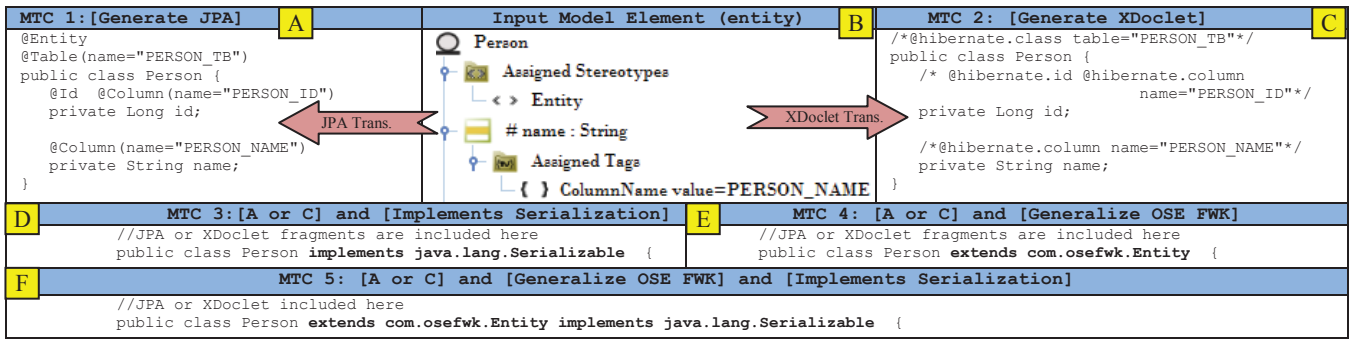 MTC 1:[Generate JPA]
A
@Entity
@Table(name="PERSON_TB")
public class Person {
@Id @Column(name="PERSON_ID")
private Long id;
@Column(name="PERSON_NAME")
private String name;
}
JPA Trans.
Input Model Element (entity)
B
Person
Assigned Stereotypes
< > Entity
# name : String
Assigned Tags
{ } ColumnName value=PERSON_NAME
XDoclet Trans.
MTC 2: [Generate XDoclet]
C
/*@hibernate.class table="PERSON_TB"*/
public class Person {
/* @hibernate.id @hibernate.column
name="PERSON_ID"*/
private Long id;
/*@hibernate.column name="PERSON_NAME"*/
private String name;
}
D
MTC 3:[A or C] and [Implements Serialization]
//JPA or XDoclet fragments are included here
public class Person implements java.lang.Serializable {
E
MTC 4: [A or C] and [Generalize OSE FWK]
//JPA or XDoclet fragments are included here
public class Person extends com.osefwk.Entity {
F
MTC 5: [A or C] and [Generalize OSE FWK] and [Implements Serialization]
//JPA or XDoclet included here
public class Person extends com.osefwk.Entity implements java.lang.Serializable {